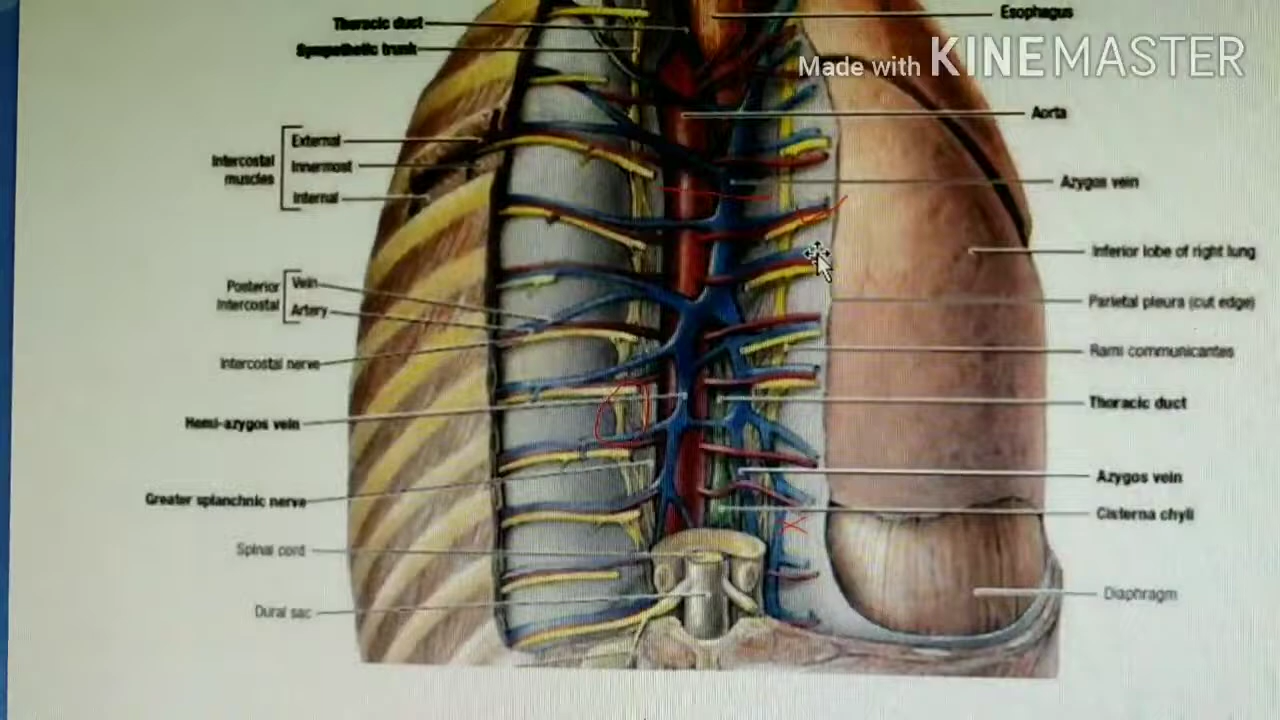 Thoracic duct
Sympathetic trunk
Intercostal
muscles
External
Innermost
Internal
Posterior
intercostal
Vein
Artery
Intercostal nerve
Hemi-azygos vein
Greater splanchnic nerve
Spinal cord
Dural sac
Esophagus
Made with KINEMASTER
Aorta
Azygos vein
Inferior lobe of right lung
Parietal pleura (cut edge)
Rami communicantes
Thoracic duct
Azygos vein
Cisterna chyli
Diaphragm